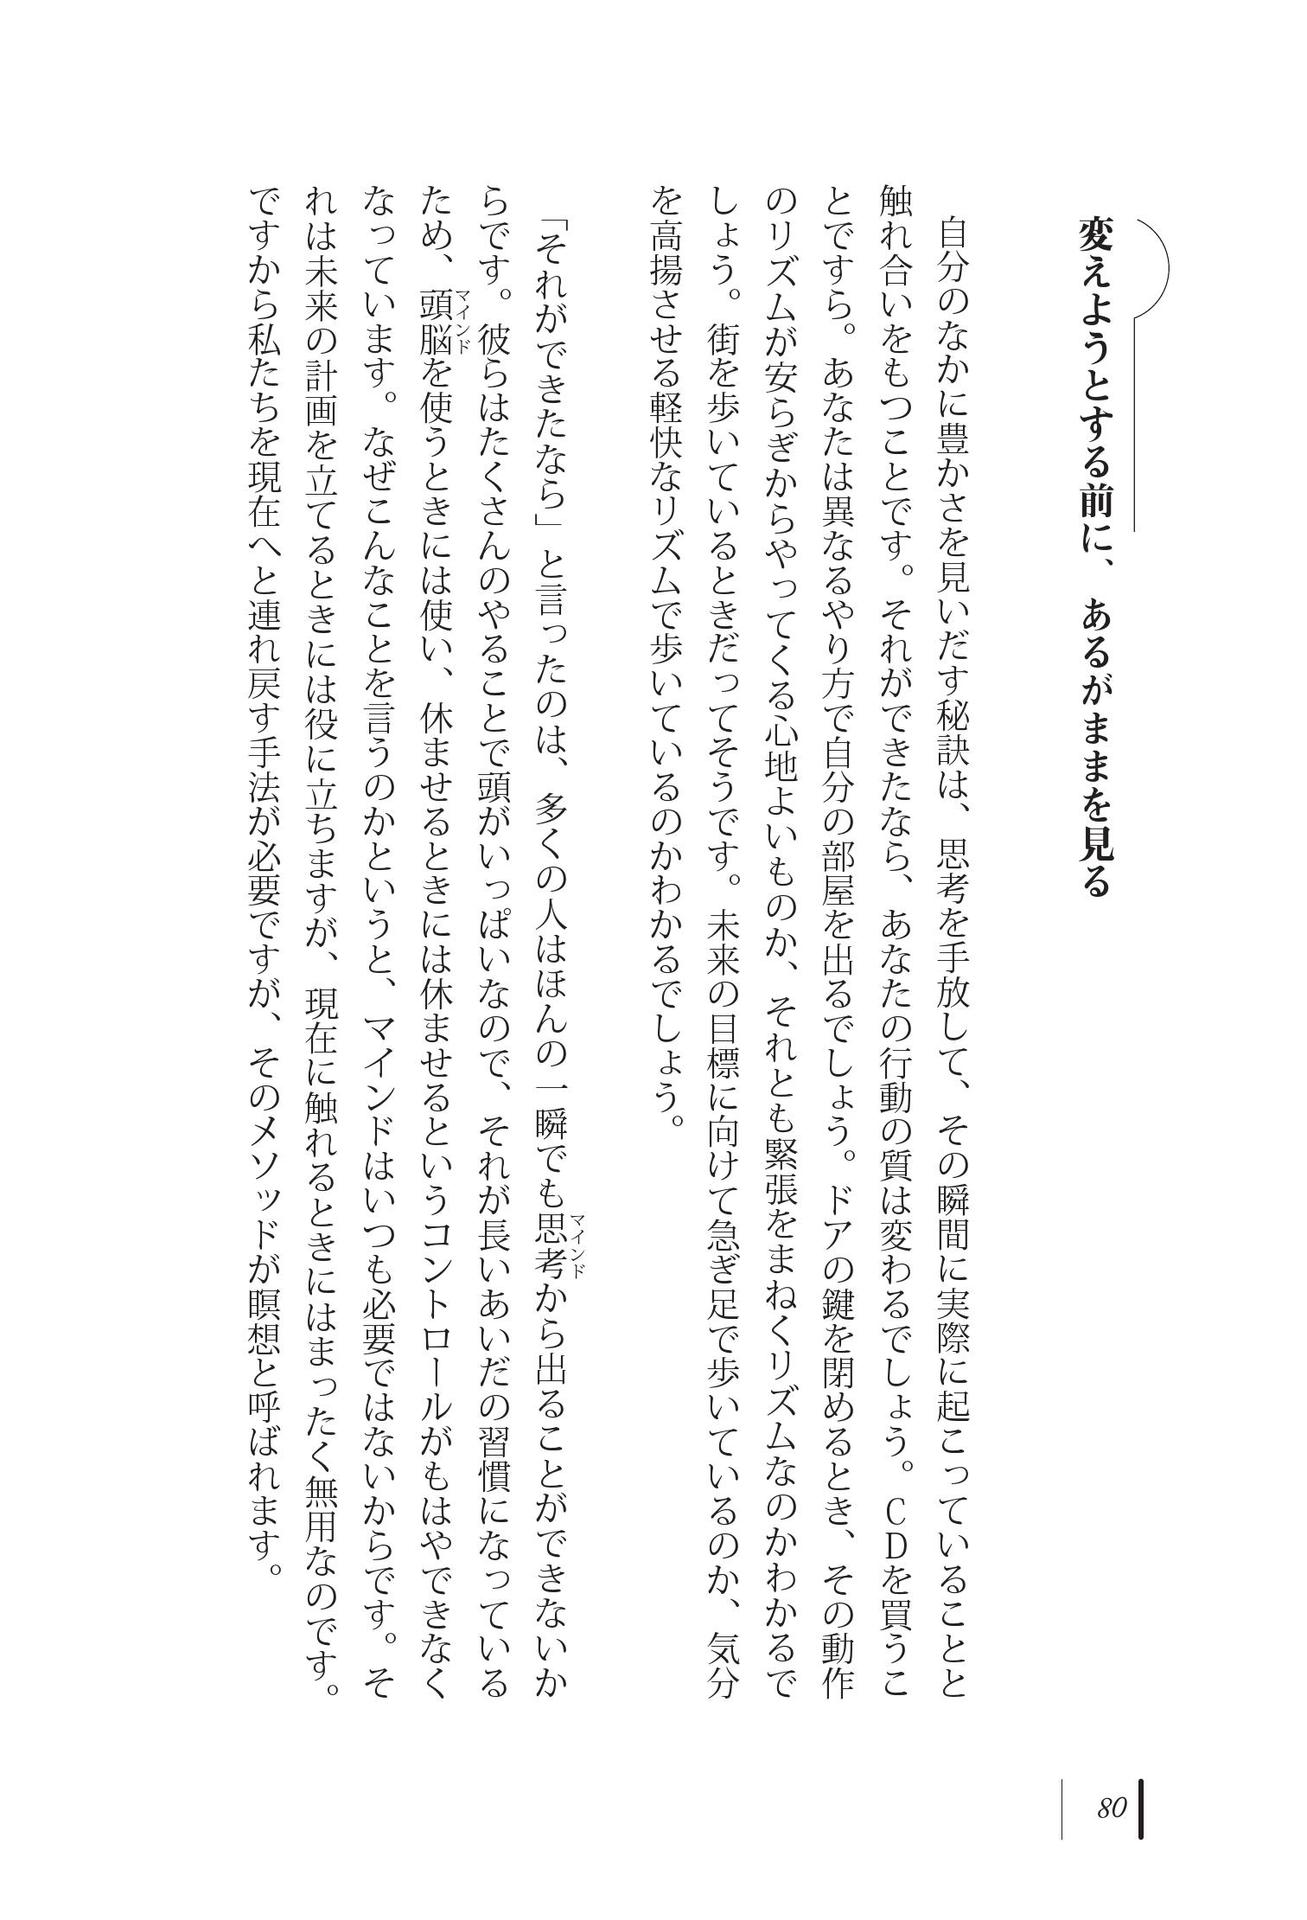 変えようとする前に、あるがままを見る
自分のなかに豊かさを見いだす秘訣は、思考を手放して、その瞬間に実際に起こっていることと
触れ合いをもつことです。それができたなら、あなたの行動の質は変わるでしょう。CDを買うこ
とですら。あなたは異なるやり方で自分の部屋を出るでしょう。ドアの鍵を閉めるとき、その動作
のリズムが安らぎからやってくる心地よいものか、それとも緊張をまねくリズムなのかわかるで
しょう。街を歩いているときだってそうです。未来の目標に向けて急ぎ足で歩いているのか、気分
を高揚させる軽快なリズムで歩いているのかわかるでしょう。
「それができたなら」と言ったのは、多くの人はほんの一瞬でも思考から出ることができないか
マインド
らです。彼らはたくさんのやることで頭がいっぱいなので、それが長いあいだの習慣になっている
ため、頭脳を使うときには使い、休ませるときには休ませるというコントロールがもはやできなく
マインド
なっています。なぜこんなことを言うのかというと、マインドはいつも必要ではないからです。そ
れは未来の計画を立てるときには役に立ちますが、現在に触れるときにはまったく無用なのです。
ですから私たちを現在へと連れ戻す手法が必要ですが、そのメソッドが瞑想と呼ばれます。
80